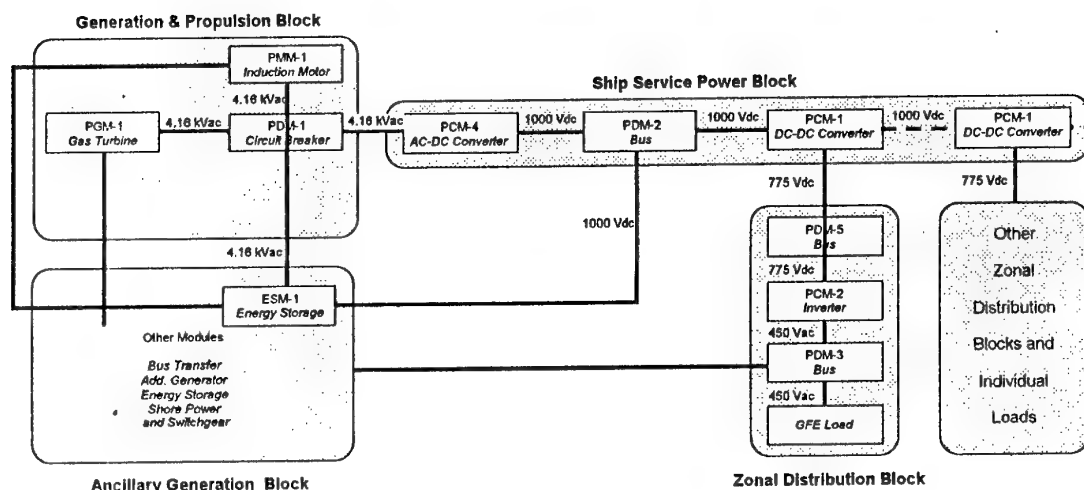 Generation & Propulsion Block
PMM-1
Induction Motor
4.16 kVac
PGM-1
Gas Turbine
4.16 kVac
PDM-1
Circuit Breaker
4.16 kVac
Ship Service Power Block
PCM-4
AC-DC Converter
1000 Vdc
PDM-2
Bus
1000 Vdc
PCM-1
DC-DC Converter
1000 Vdc
PCM-1
DC-DC Converter
775 Vdc
775 Vdc
1000 Vdc
4.16 kVac
ESM-1
Energy Storage
Other Modules
Bus Transfer
Add. Generator
Energy Storage
Shore Power
and Switchgear
Ancillary Generation Block
PDM-5
Bus
775 Vdc
PCM-2
Inverter
450 Vac
PDM-3
Bus
450 Vac
GFE Load
Zonal Distribution Block
Other
Zonal
Distribution
Blocks and
Individual
Loads